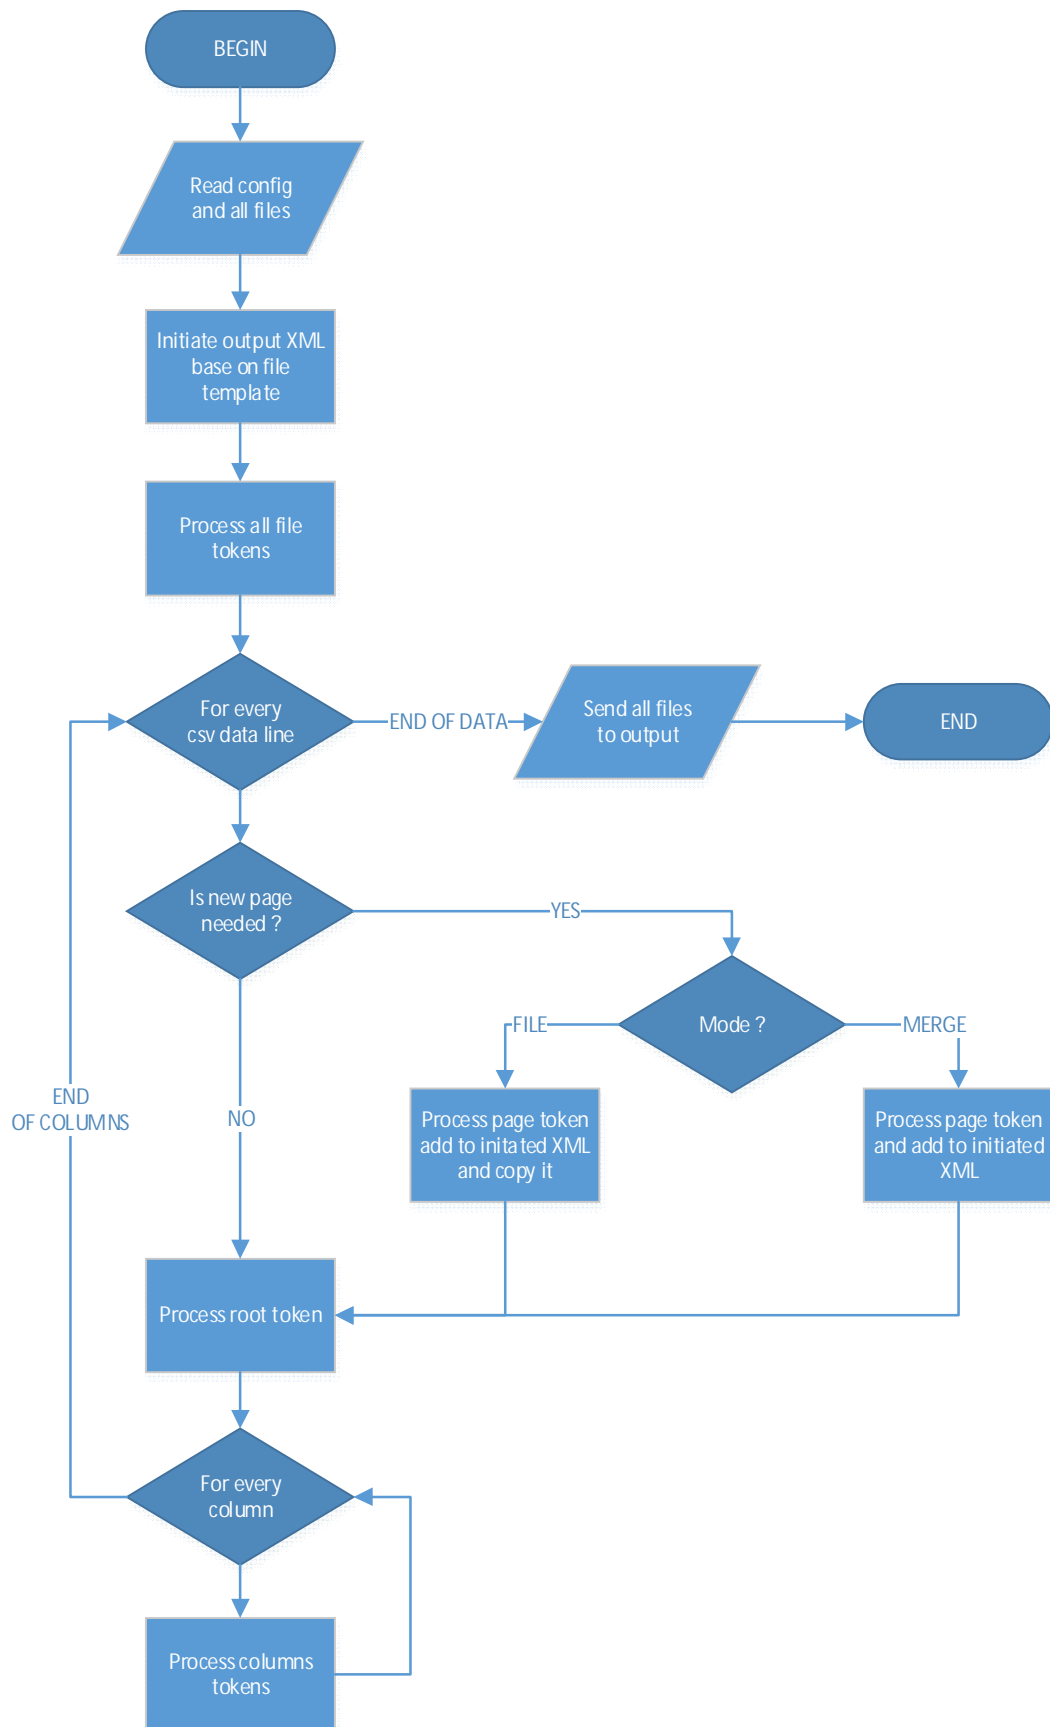 BEGIN
Read config
and all files
Initiate output XML
base on file
template
Process all file
tokens
For every
csv data line
END OF DATA
Send all files
to output
END
Is new page
needed ?
YES
Mode ?
FILE
MERGE
END
OF COLUMNS
NO
Process page token
add to initated XML
and copy it
Process page token
and add to initiated
XML
Process root token
For every
column
Process columns
tokens